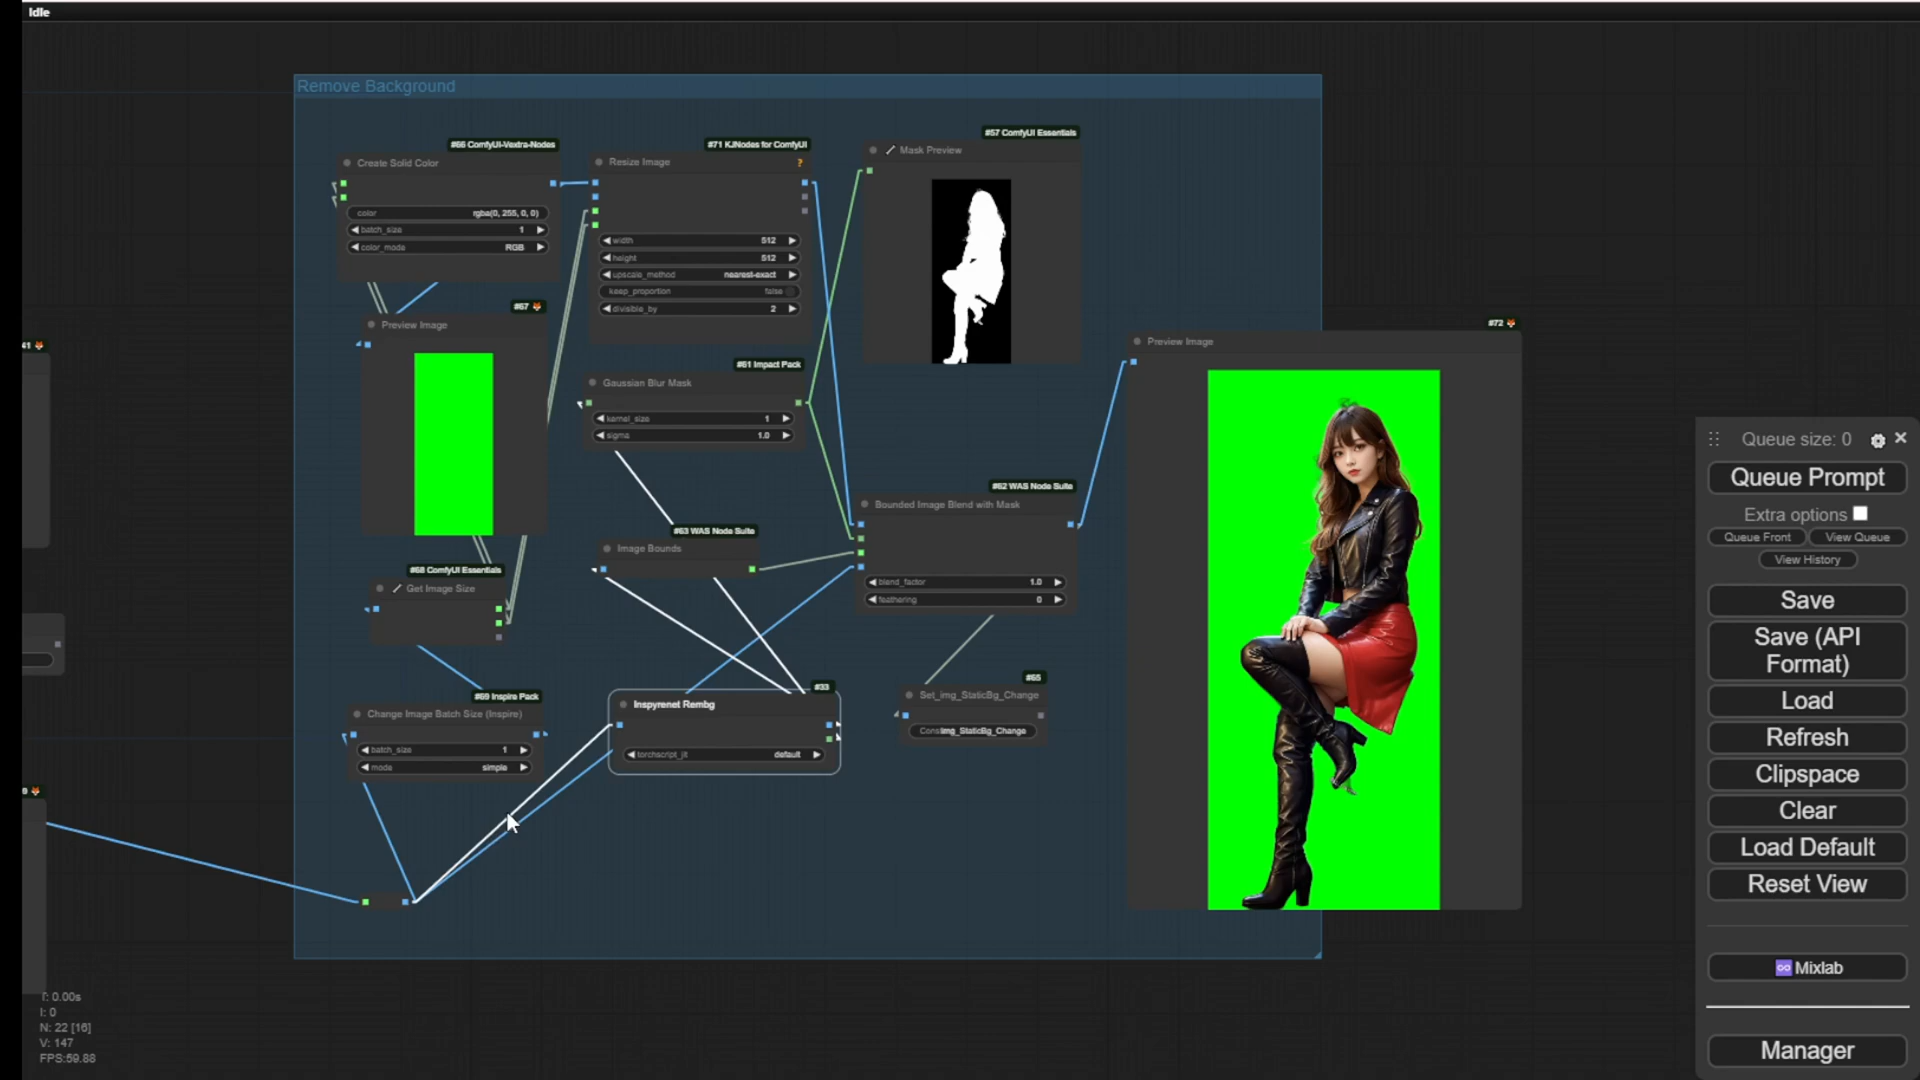 Idle
Remove Background
#66 ComfyUI-Vextra-Nodes
Create Solid Color
color rgba(0, 255, 0, 0)
batch_size 1
color_mode RGB
#71 KJNodes for ComfyUI
Resize Image ?
width 512
height 512
upscale_method nearest-exact
keep_proportion false
divisible_by 2
#57 ComfyUI Essentials
Mask Preview
#67
Preview Image
41
#61 Impact Pack
Gaussian Blur Mask
kernel_size 1
sigma 1.0
#72
Preview Image
#62 WAS Node Suite
Bounded Image Blend with Mask
blend_factor 1.0
feathering 0
#63 WAS Node Suite
Image Bounds
#68 ComfyUI Essentials
Get Image Size
#69 Inspire Pack
Change Image Batch Size (Inspire)
batch_size 1
mode simple
#33
Inspyrenet Rembg
torchscript_jit default
#65
Set_img_StaticBg_Change
Cons img_StaticBg_Change
Queue size: 0
Queue Prompt
Extra options
Queue Front
View Queue
View History
Save
Save (API
Format)
Load
Refresh
Clipspace
Clear
Load Default
Reset View
Mixlab
Manager
T: 0.00s
I: 0
N: 22 [16]
V: 147
FPS:59.88